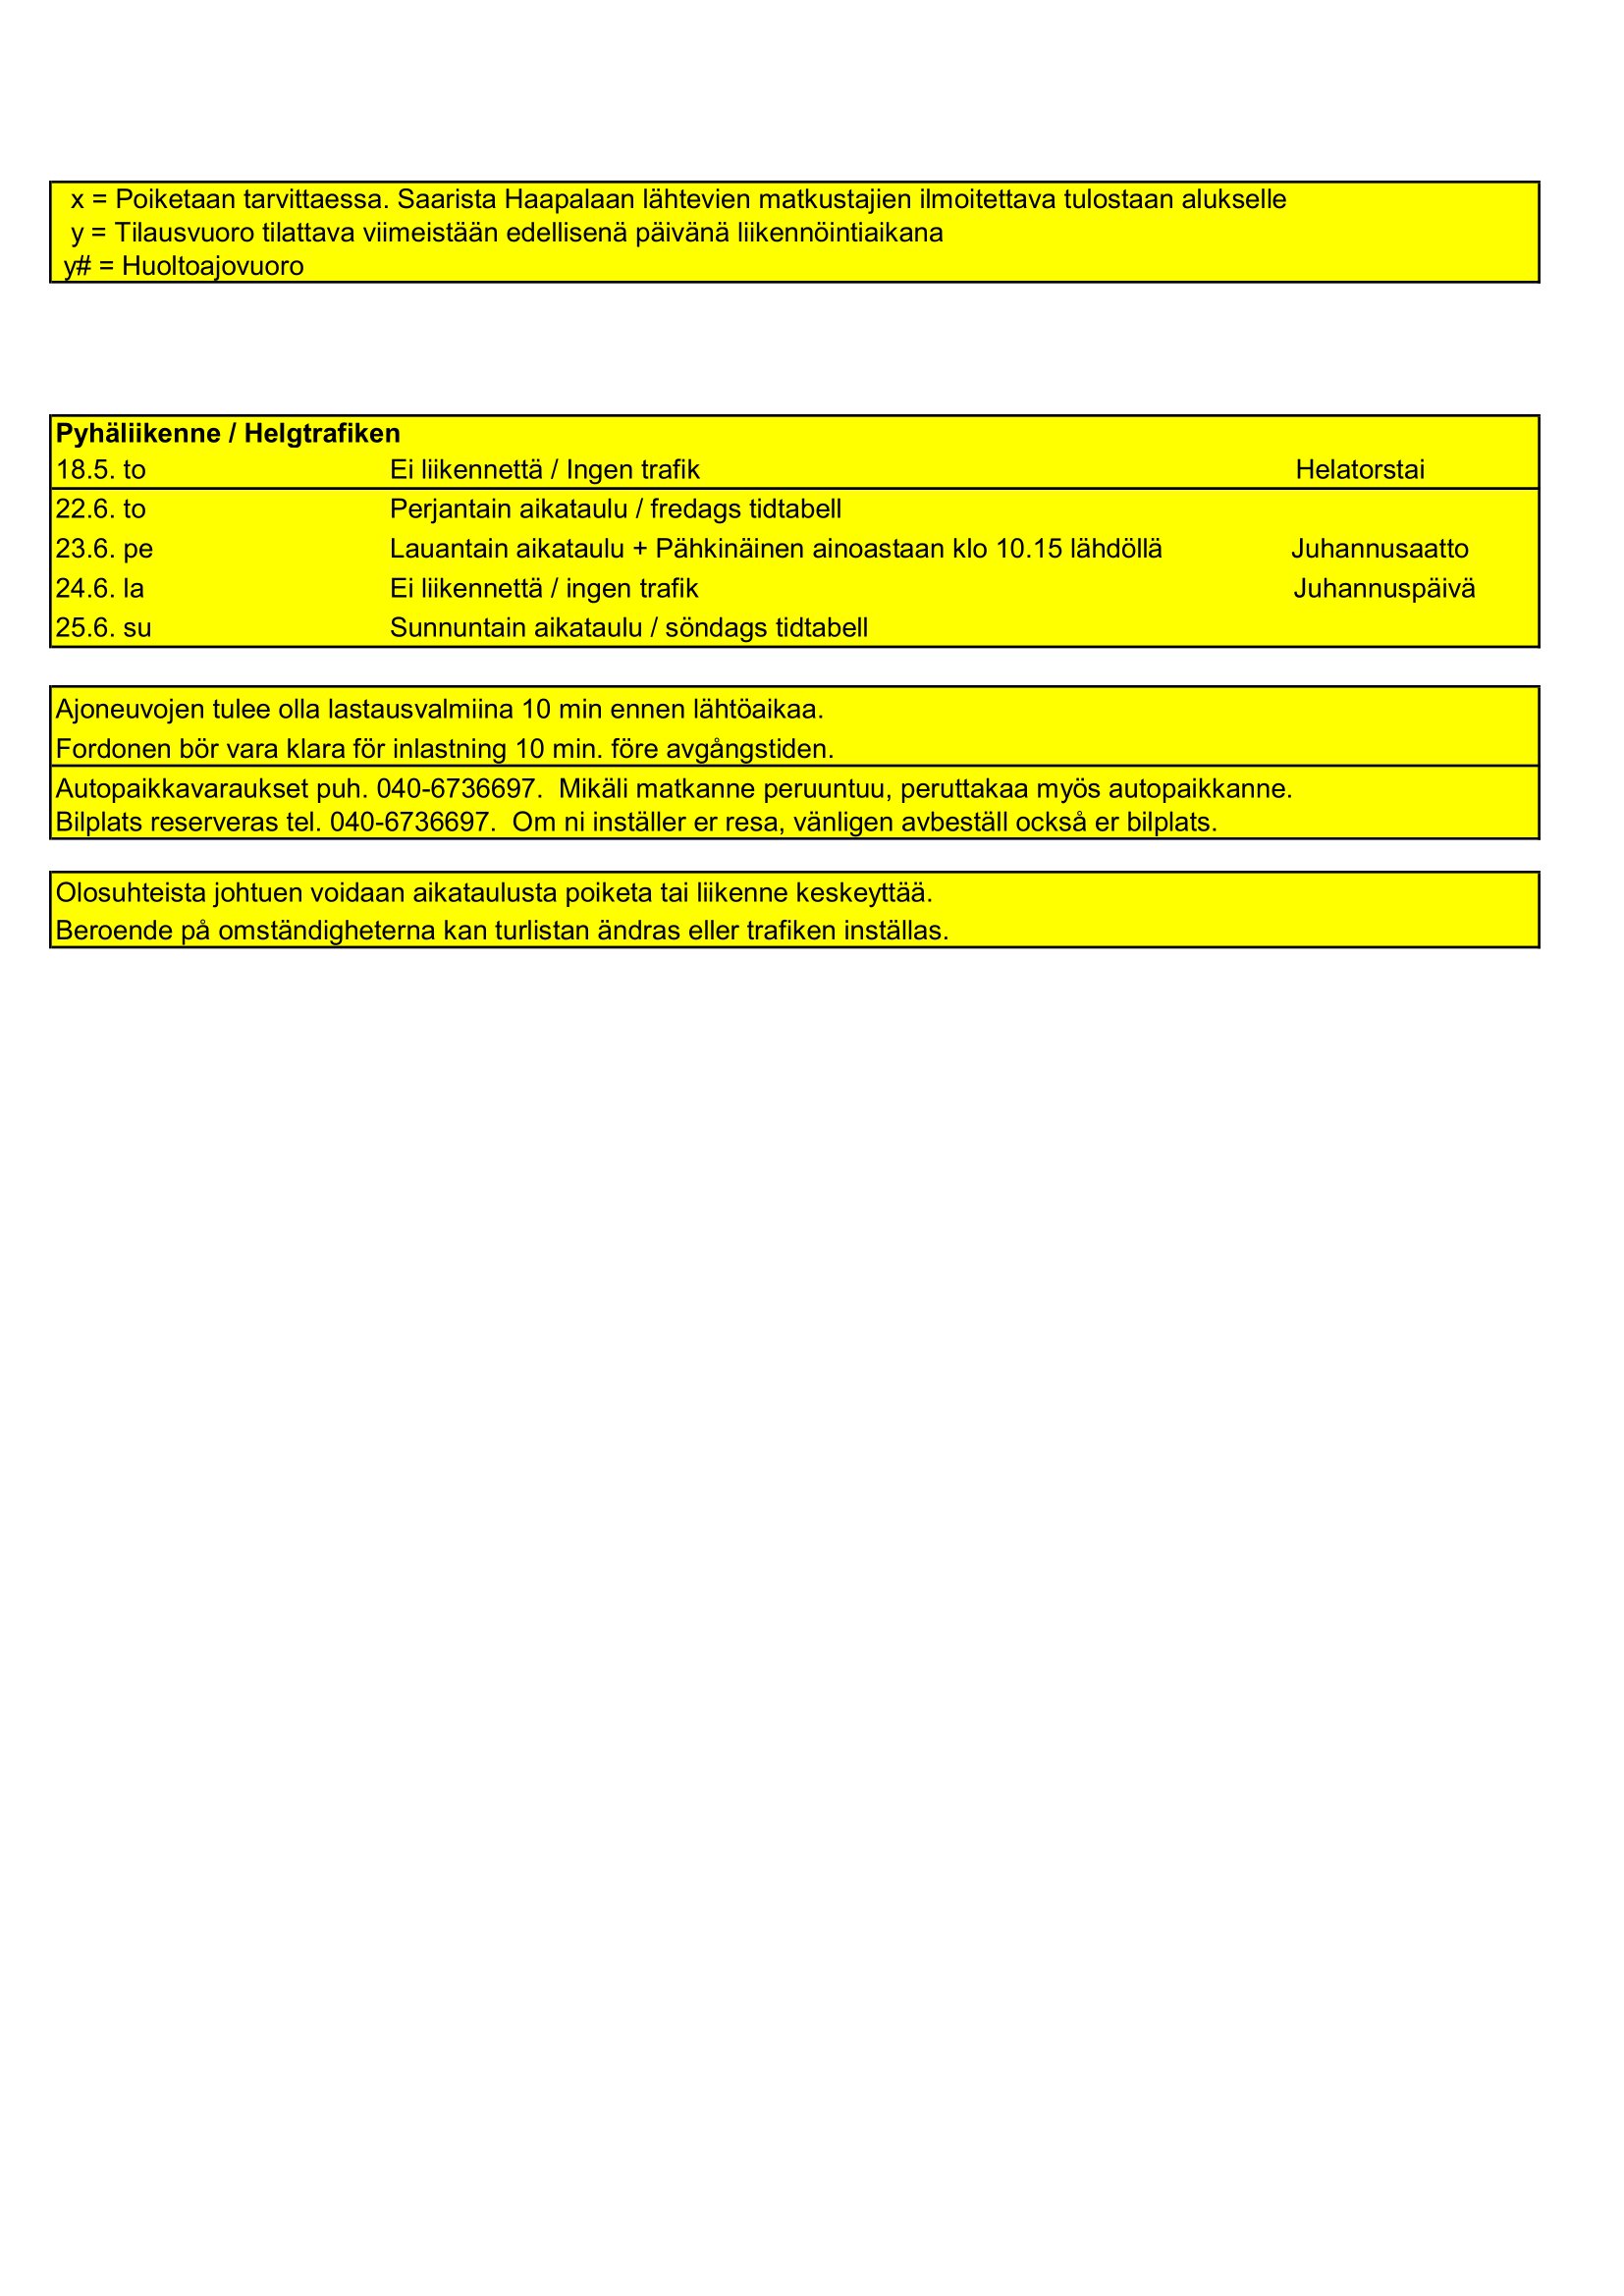 x = Poiketaan tarvittaessa. Saarista Haapalaan lähtevien matkustajien ilmoitettava tulostaan alukselle
y = Tilausvuoro tilattava viimeistään edellisenä päivänä liikennöintiaikana
y# = Huoltoajovuoro
Pyhäliikenne / Helgtrafiken
18.5. to Ei liikennettä / Ingen trafik Helatorstai
22.6. to Perjantain aikataulu / fredags tidtabell
23.6. pe Lauantain aikataulu + Pähkinäinen ainoastaan klo 10.15 lähdöllä Juhannusaatto
24.6. la Ei liikennettä / ingen trafik Juhannuspäivä
25.6. su Sunnuntain aikataulu / söndags tidtabell
Ajoneuvojen tulee olla lastausvalmiina 10 min ennen lähtöaikaa.
Fordonen bör vara klara för inlastning 10 min. före avgångstiden.
Autopaikkavaraukset puh. 040-6736697.  Mikäli matkanne peruuntuu, peruttakaa myös autopaikkanne.
Bilplats reserveras tel. 040-6736697.  Om ni inställer er resa, vänligen avbeställ också er bilplats.
Olosuhteista johtuen voidaan aikataulusta poiketa tai liikenne keskeyttää.
Beroende på omständigheterna kan turlistan ändras eller trafiken inställas.